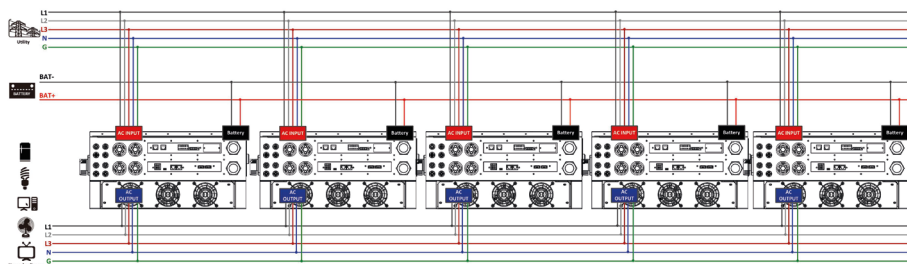 L1
L2
L3
N
G
Utility
BAT-
BATTERY
BAT+
AC INPUT
Battery
AC INPUT
Battery
AC INPUT
Battery
AC INPUT
Battery
AC INPUT
Battery
AC
OUTPUT
AC
OUTPUT
AC
OUTPUT
AC
OUTPUT
AC
OUTPUT
L1
L2
L3
N
G